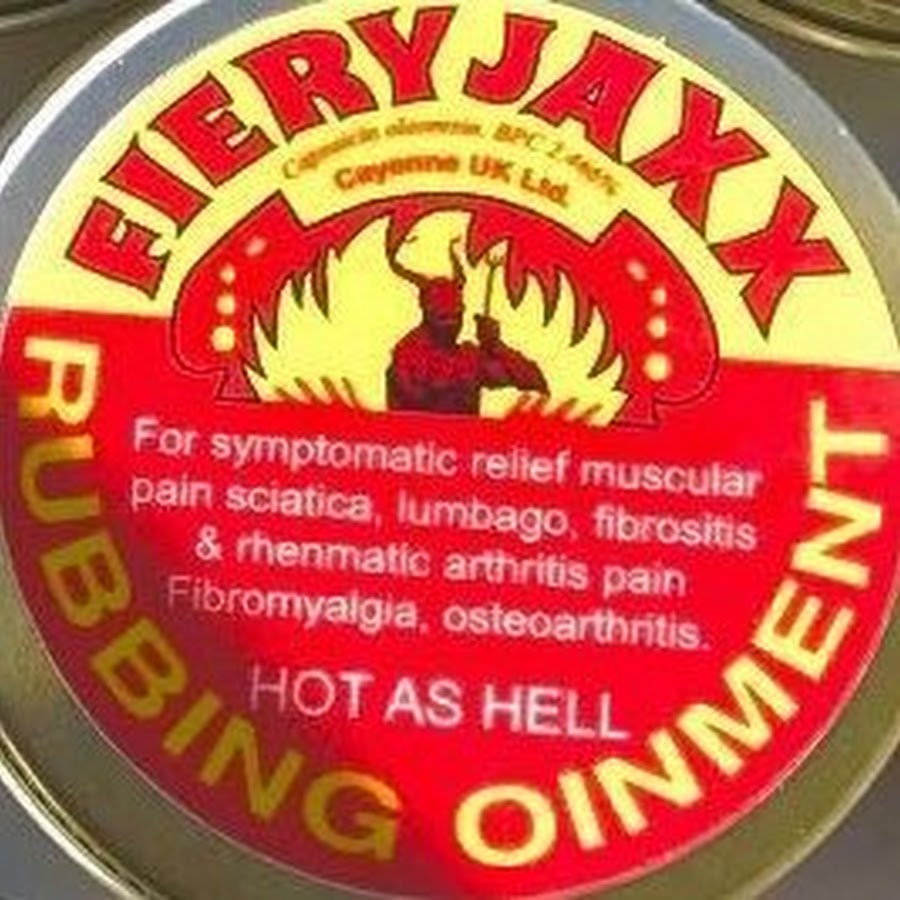 FIERY JAXX
Capsaicin oleoresin. BPC 2.446%
Cayenne UK Ltd.
For symptomatic relief muscular
pain sciatica, lumbago, fibrositis
& rhenmatic arthritis pain
Fibromyalgia, osteoarthritis.
HOT AS HELL
RUBBING OINMENT